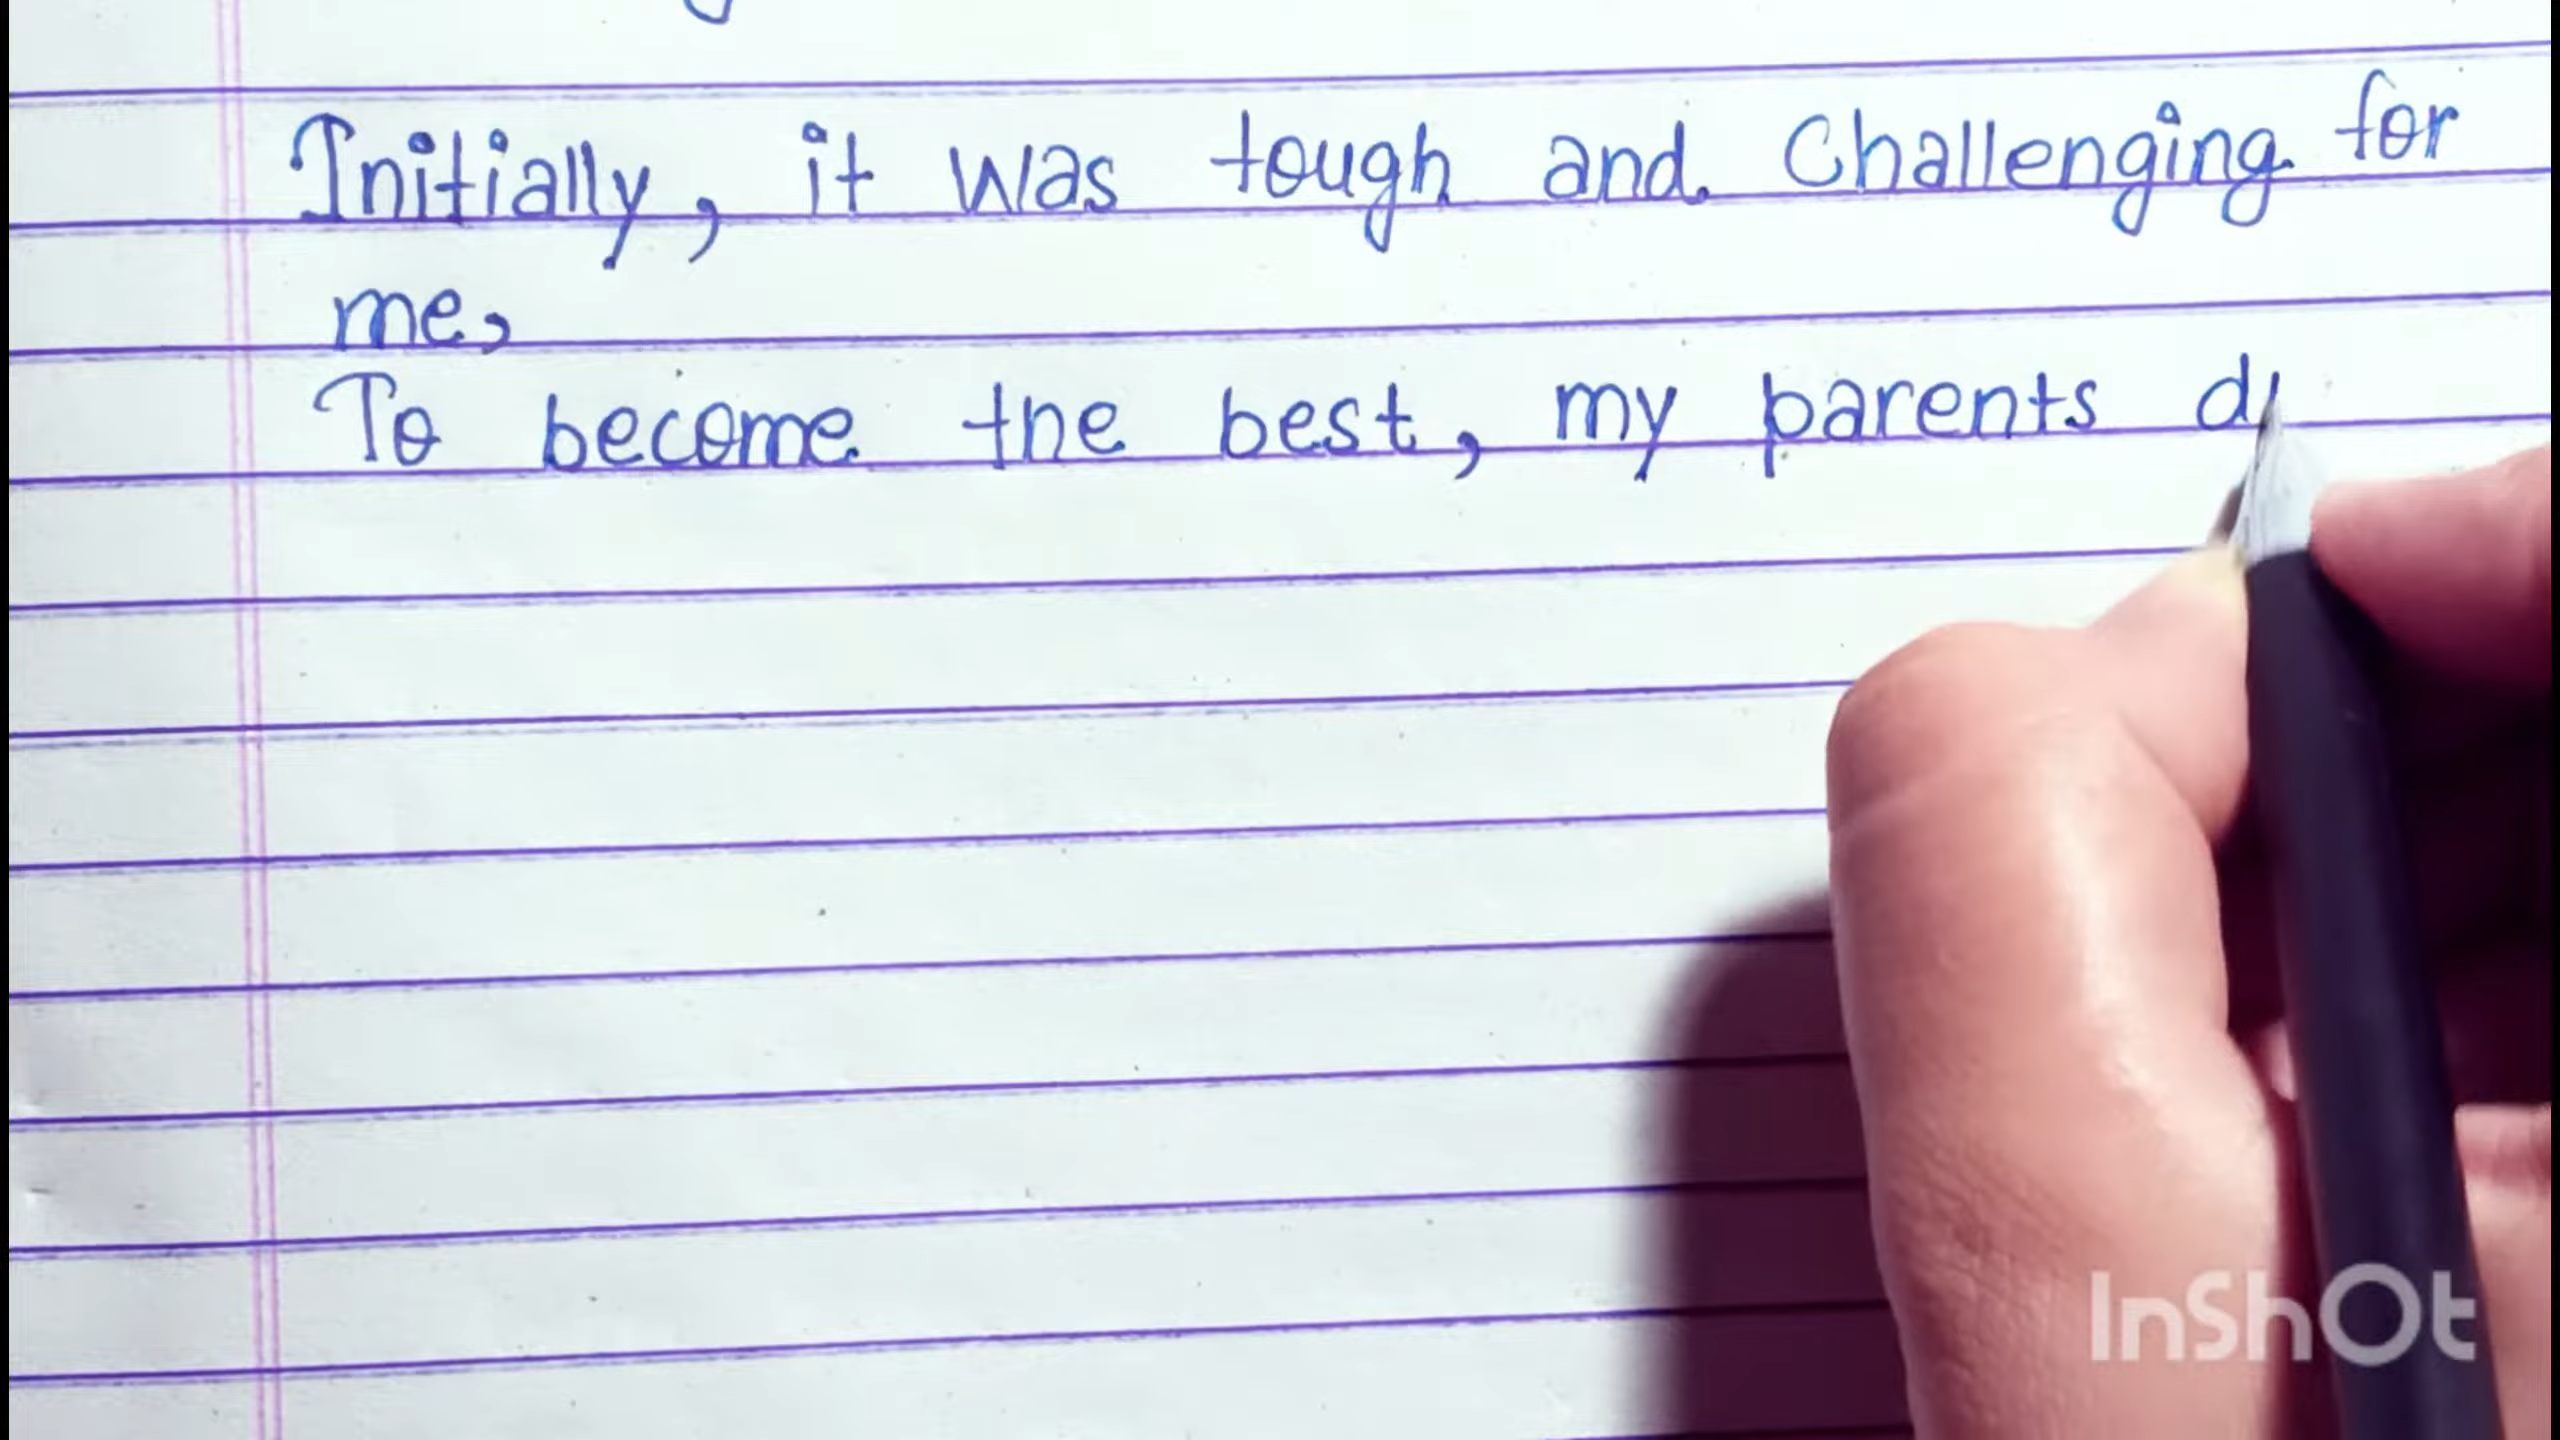 Initially, it was tough and challenging for
me,
To become the best, my parents
InShOt